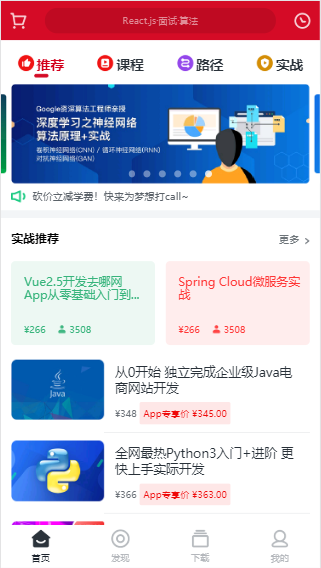 React.js·面试·算法
推荐
课程
路径
实战
Google资深算法工程师亲授
深度学习之神经网络
算法原理+实战
卷积神经网络(CNN) / 循环神经网络(RNN)
对抗神经网络(GAN)
砍价立减学费！快来为梦想打call~
实战推荐
更多 >
Vue2.5开发去哪网
App从零基础入门到...
¥266 3508
Spring Cloud微服务实
战
¥266 3508
Java
从0开始 独立完成企业级Java电
商网站开发
¥348 App专享价 ¥345.00
全网最热Python3入门+进阶 更
快上手实际开发
¥366 App专享价 ¥363.00
首页
发现
下载
我的